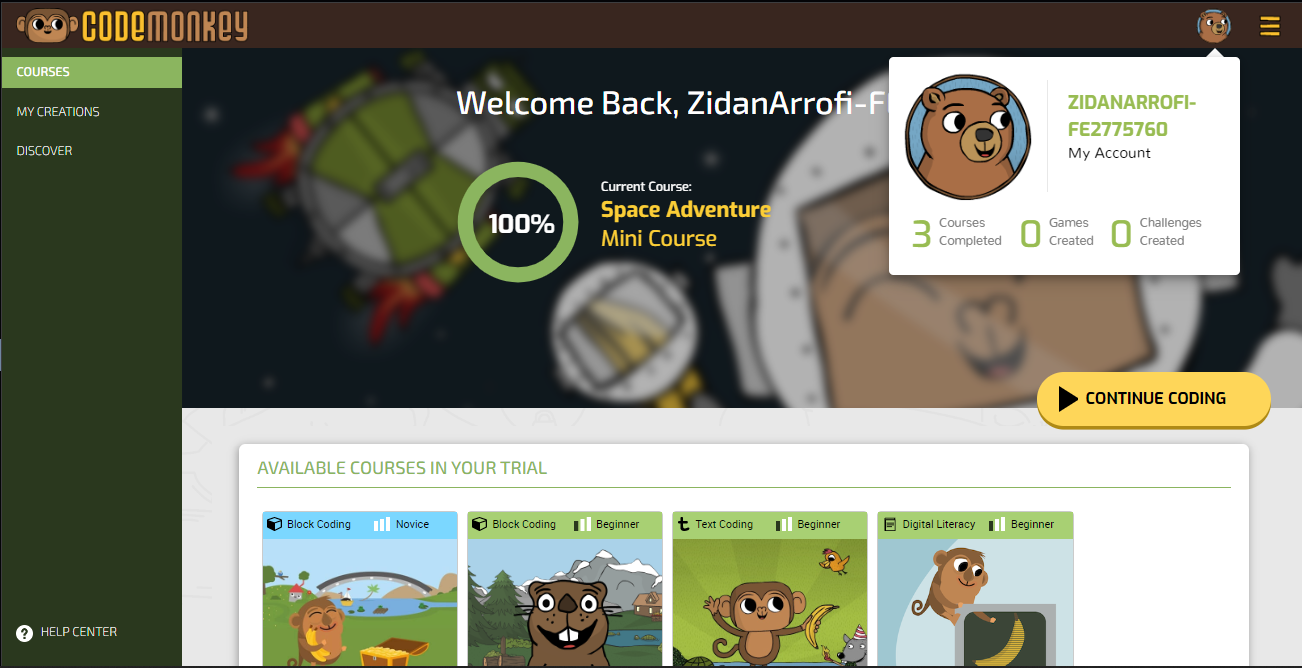 CODEMONKEY
COURSES
MY CREATIONS
DISCOVER
HELP CENTER
Welcome Back, ZidanArrofi-F
100%
Current Course:
Space Adventure
Mini Course
ZIDANARROFI-
FE2775760
My Account
3 Courses
Completed
0 Games
Created
0 Challenges
Created
CONTINUE CODING
AVAILABLE COURSES IN YOUR TRIAL
Block Coding Novice
Block Coding Beginner
Text Coding Beginner
Digital Literacy Beginner